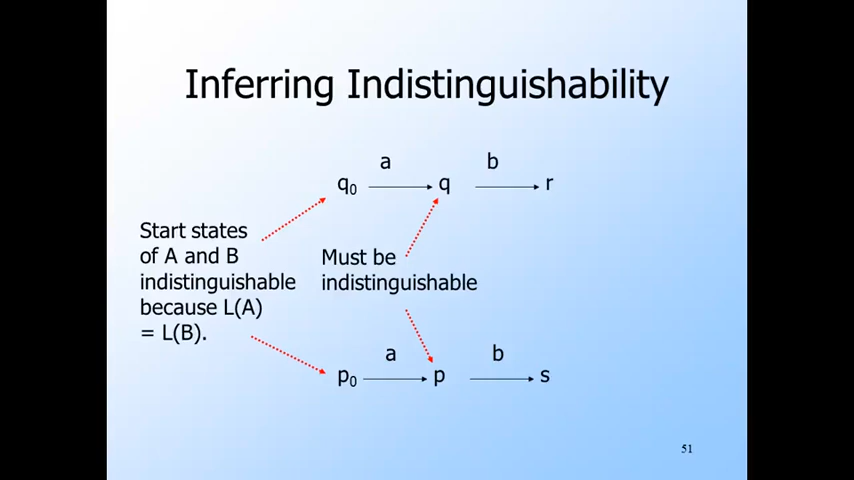 Inferring Indistinguishability
a b
q0 q r
Start states
of A and B
indistinguishable
because L(A)
= L(B).
Must be
indistinguishable
a b
p0 p s
51